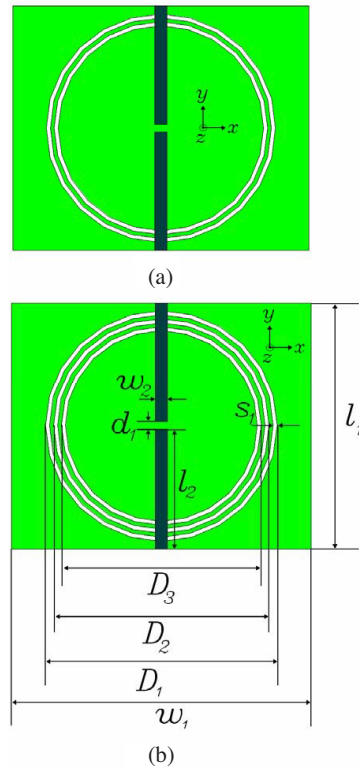 y
x
z
(a)
y
x
z
w₂
d₁
S₁
l₁
l₂
D₃
D₂
D₁
w₁
(b)